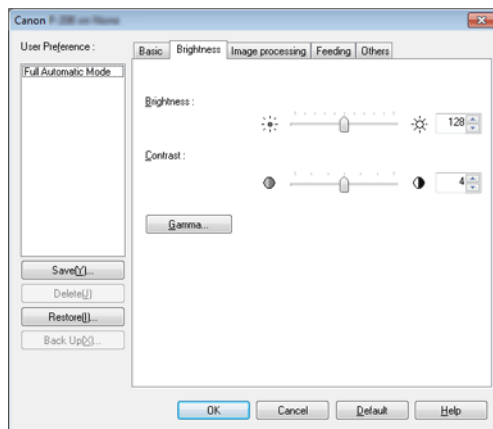 Canon
User Preference :
Full Automatic Mode
Save(Y)...
Delete(J)
Restore(I)...
Back Up(X)...
Basic Brightness Image processing Feeding Others
Brightness :
128
Contrast :
4
Gamma...
OK Cancel Default Help